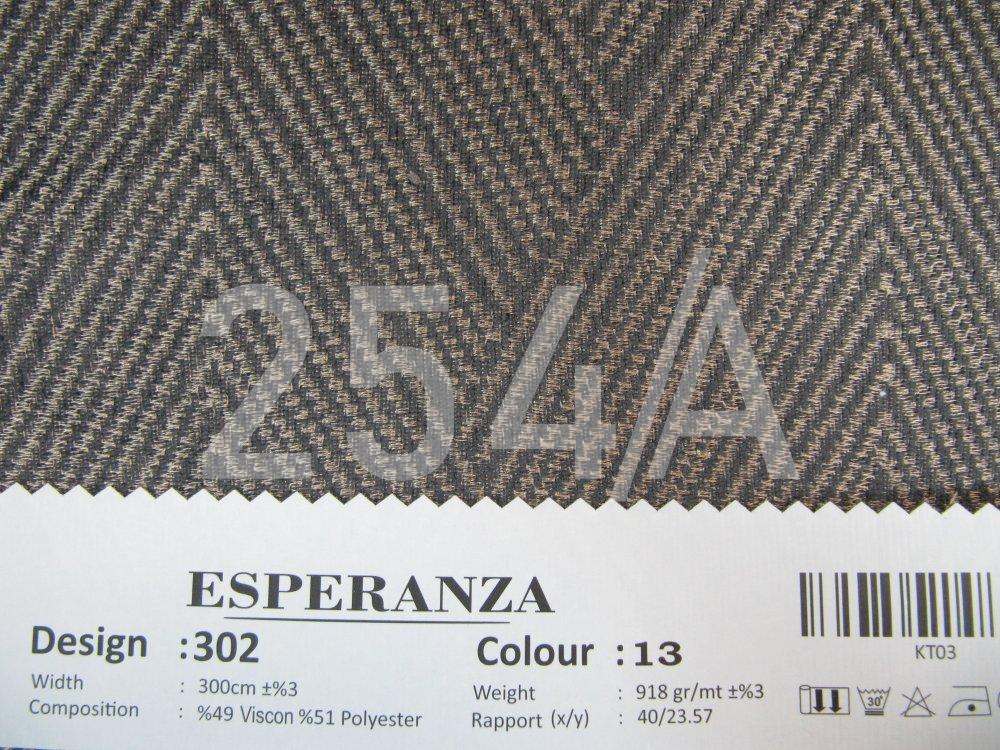 254/A
ESPERANZA
Design :302
Colour :13
KT03
Width : 300cm ±%3
Weight : 918 gr/mt ±%3
Composition : %49 Viscon %51 Polyester
Rapport (x/y) : 40/23.57
30°